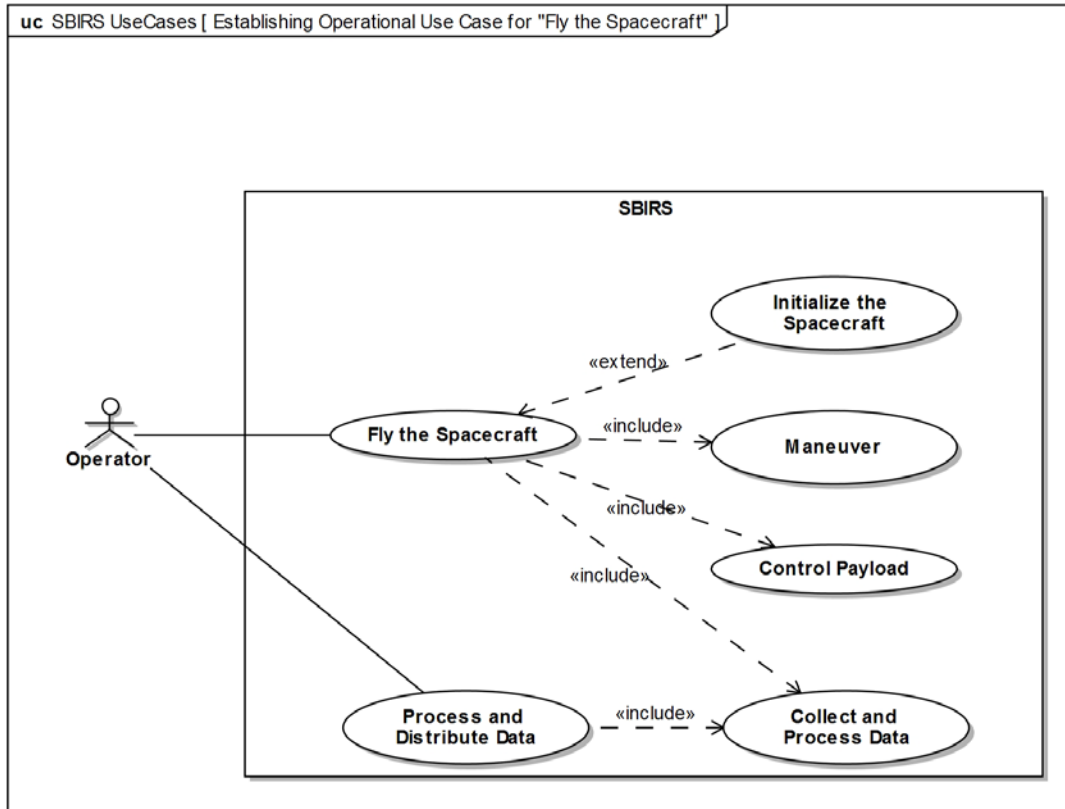 uc SBIRS UseCases [ Establishing Operational Use Case for "Fly the Spacecraft" ]
SBIRS
Initialize the
Spacecraft
«extend»
Fly the Spacecraft
«include»
Maneuver
Operator
«include»
Control Payload
«include»
Process and
Distribute Data
«include»
Collect and
Process Data